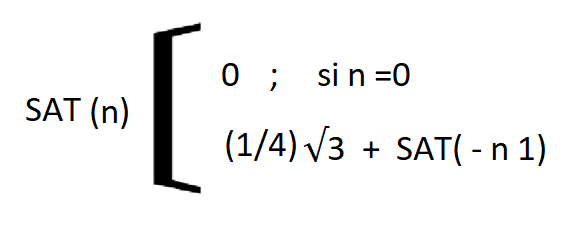 0 ; si n =0
SAT (n)
(1/4) √3 + SAT( - n 1)